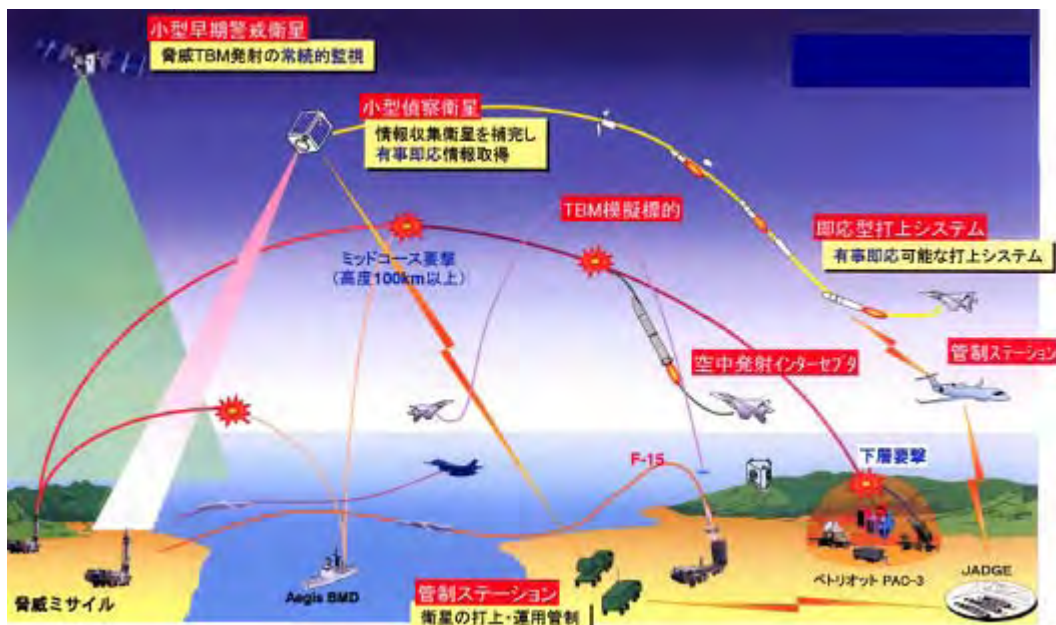 小型早期警戒衛星
脅威TBM発射の常続的監視
小型偵察衛星
情報収集衛星を補完し
有事即応情報取得
TBM模擬標的
ミッドコース要撃
(高度100km以上)
即応型打上システム
有事即応可能な打上システム
空中発射インターセプタ
管制ステーション
F-15
下層要撃
脅威ミサイル
Aegis BMD
管制ステーション
衛星の打上・運用管制
ペトリオット PAC-3
JADGE